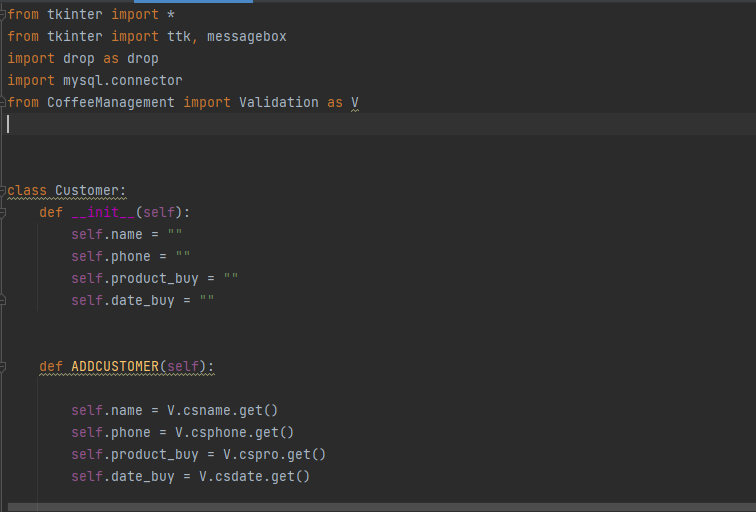 from tkinter import *
from tkinter import ttk, messagebox
import drop as drop
import mysql.connector
from CoffeeManagement import Validation as V
class Customer:
    def __init__(self):
        self.name = ""
        self.phone = ""
        self.product_buy = ""
        self.date_buy = ""
    def ADDCUSTOMER(self):
        self.name = V.csname.get()
        self.phone = V.csphone.get()
        self.product_buy = V.cspro.get()
        self.date_buy = V.csdate.get()